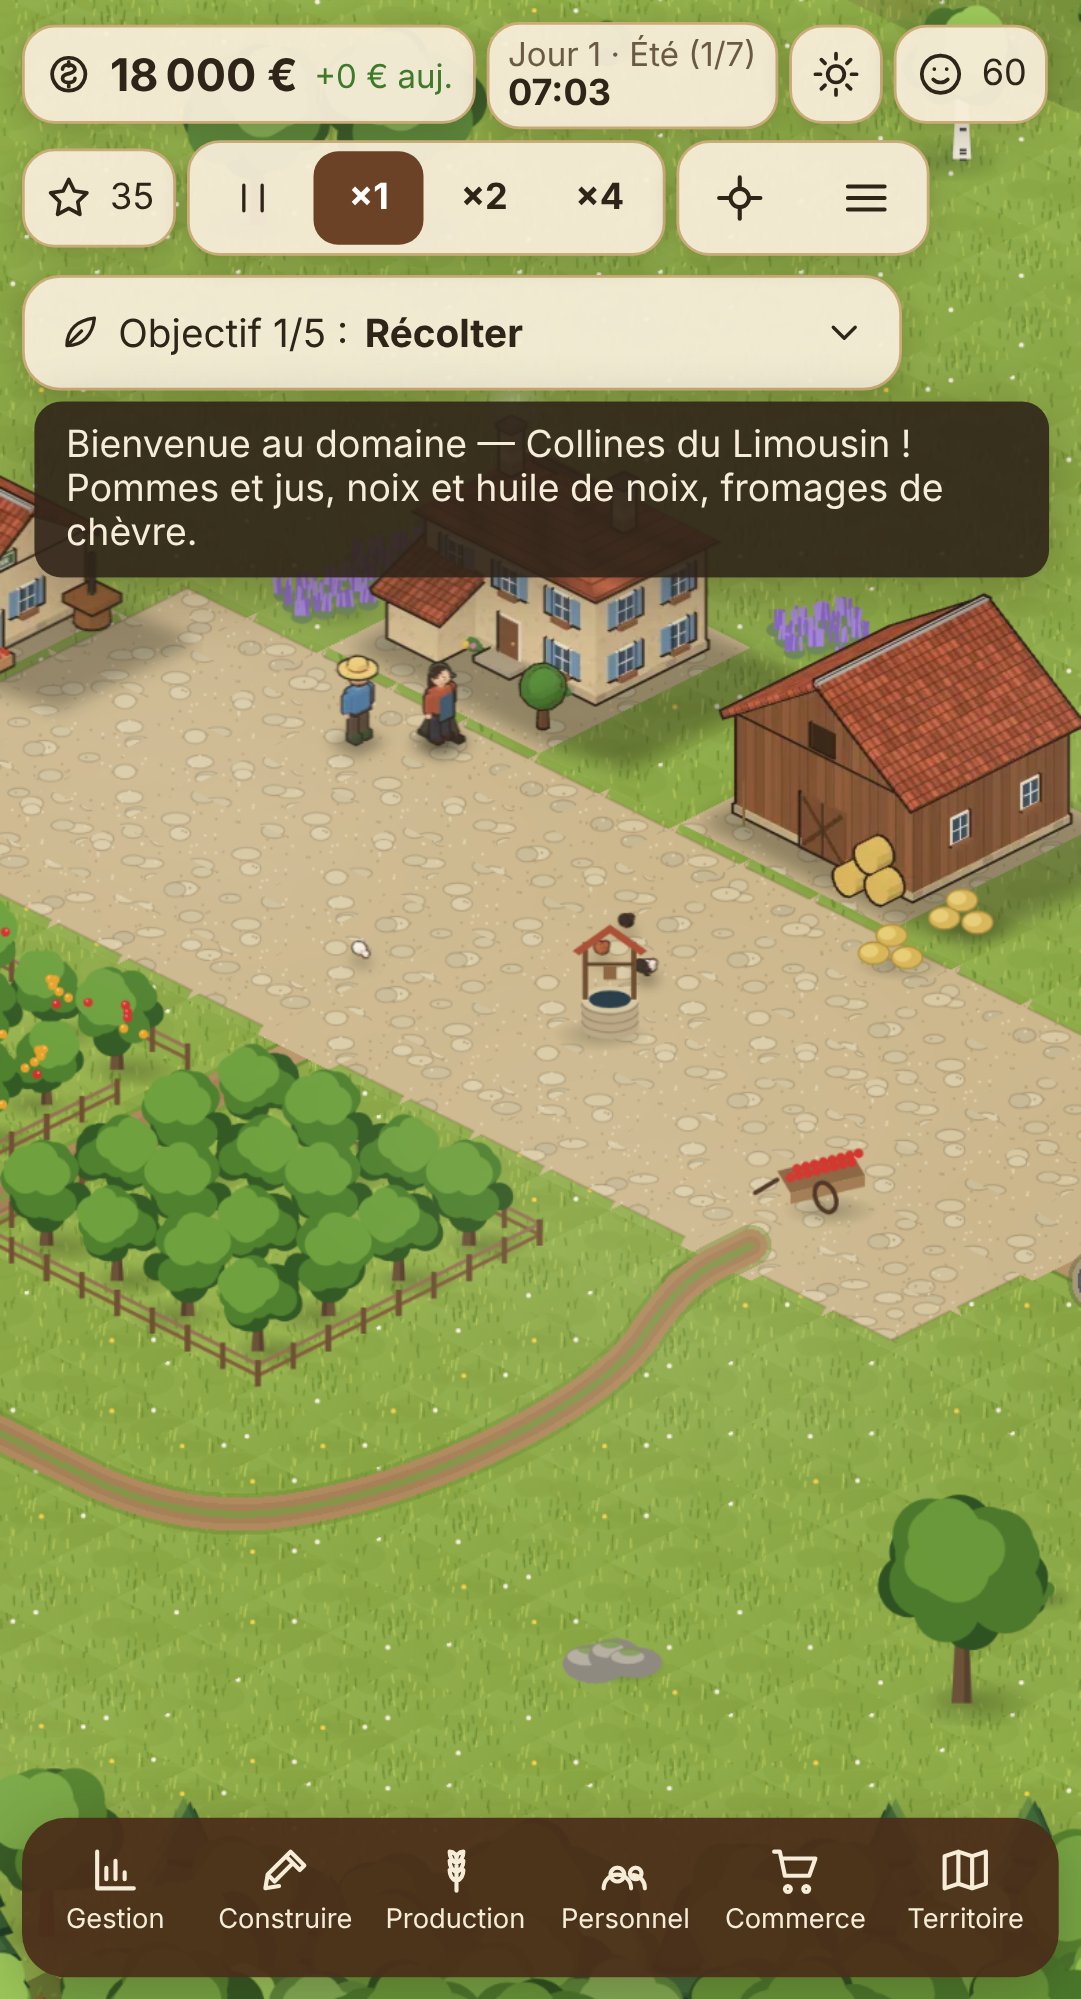 18 000 € +0 € auj.
Jour 1 · Été (1/7)
07:03
60
35
×1 ×2 ×4
Objectif 1/5 : Récolter
Bienvenue au domaine — Collines du Limousin !
Pommes et jus, noix et huile de noix, fromages de
chèvre.
Gestion Construire Production Personnel Commerce Territoire